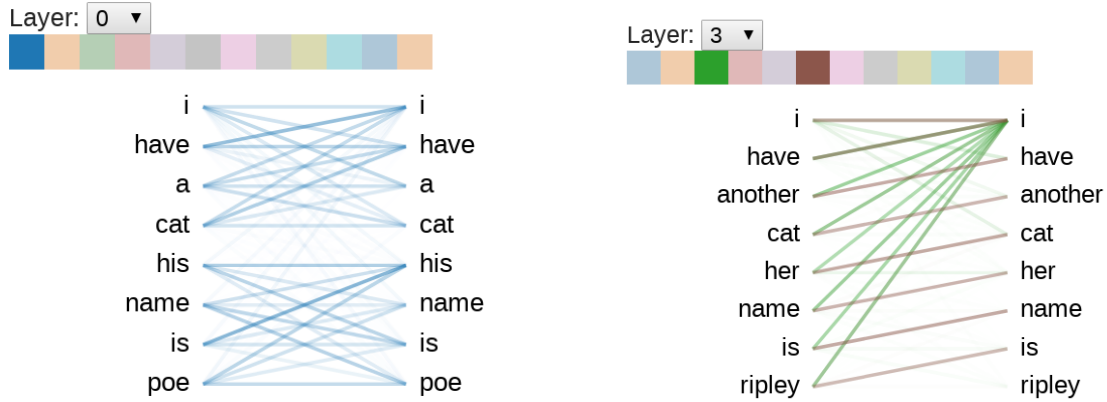 Layer: 0
i i
have have
a a
cat cat
his his
name name
is is
poe poe
Layer: 3
i i
have have
another another
cat cat
her her
name name
is is
ripley ripley